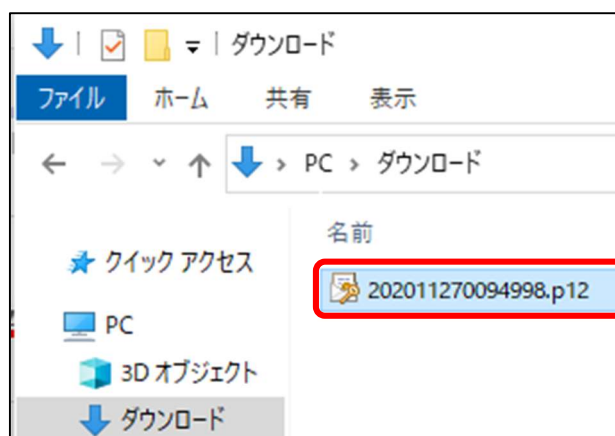 ダウンロード
ファイル ホーム 共有 表示
PC ダウンロード
名前
クイック アクセス
202011270094998.p12
PC
3D オブジェクト
ダウンロード